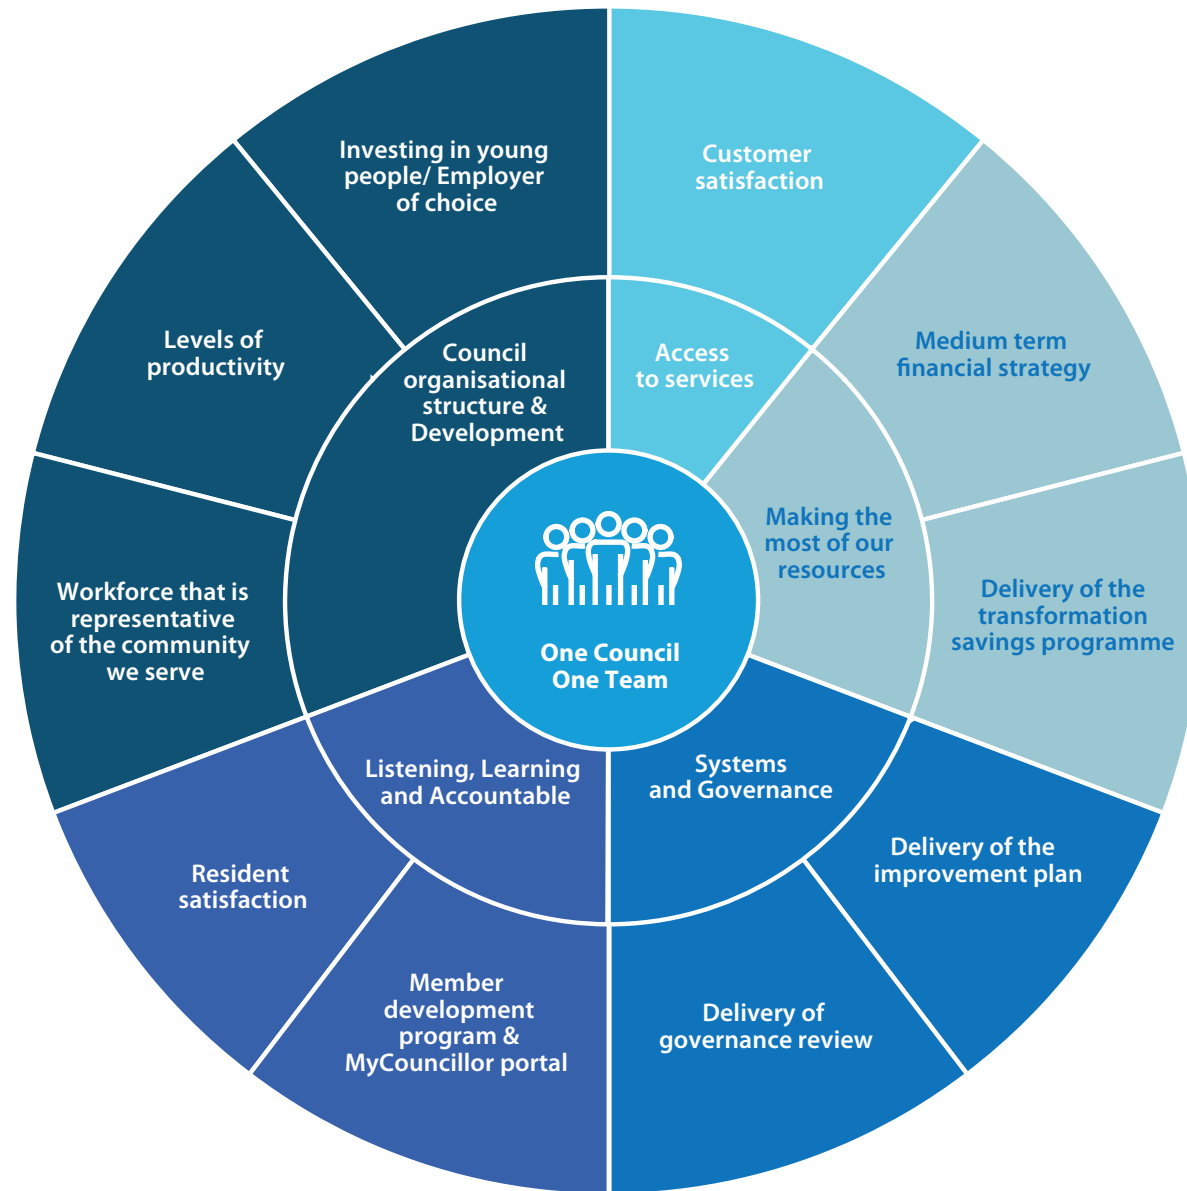 Investing in young
people/ Employer
of choice
Customer
satisfaction
Levels of
productivity
Council
organisational
structure &
Development
Access
to services
Medium term
financial strategy
Making the
most of our
resources
Workforce that is
representative
of the community
we serve
One Council
One Team
Delivery of the
transformation
savings programme
Listening, Learning
and Accountable
Systems
and Governance
Resident
satisfaction
Delivery of the
improvement plan
Member
development
program &
MyCouncillor portal
Delivery of
governance review